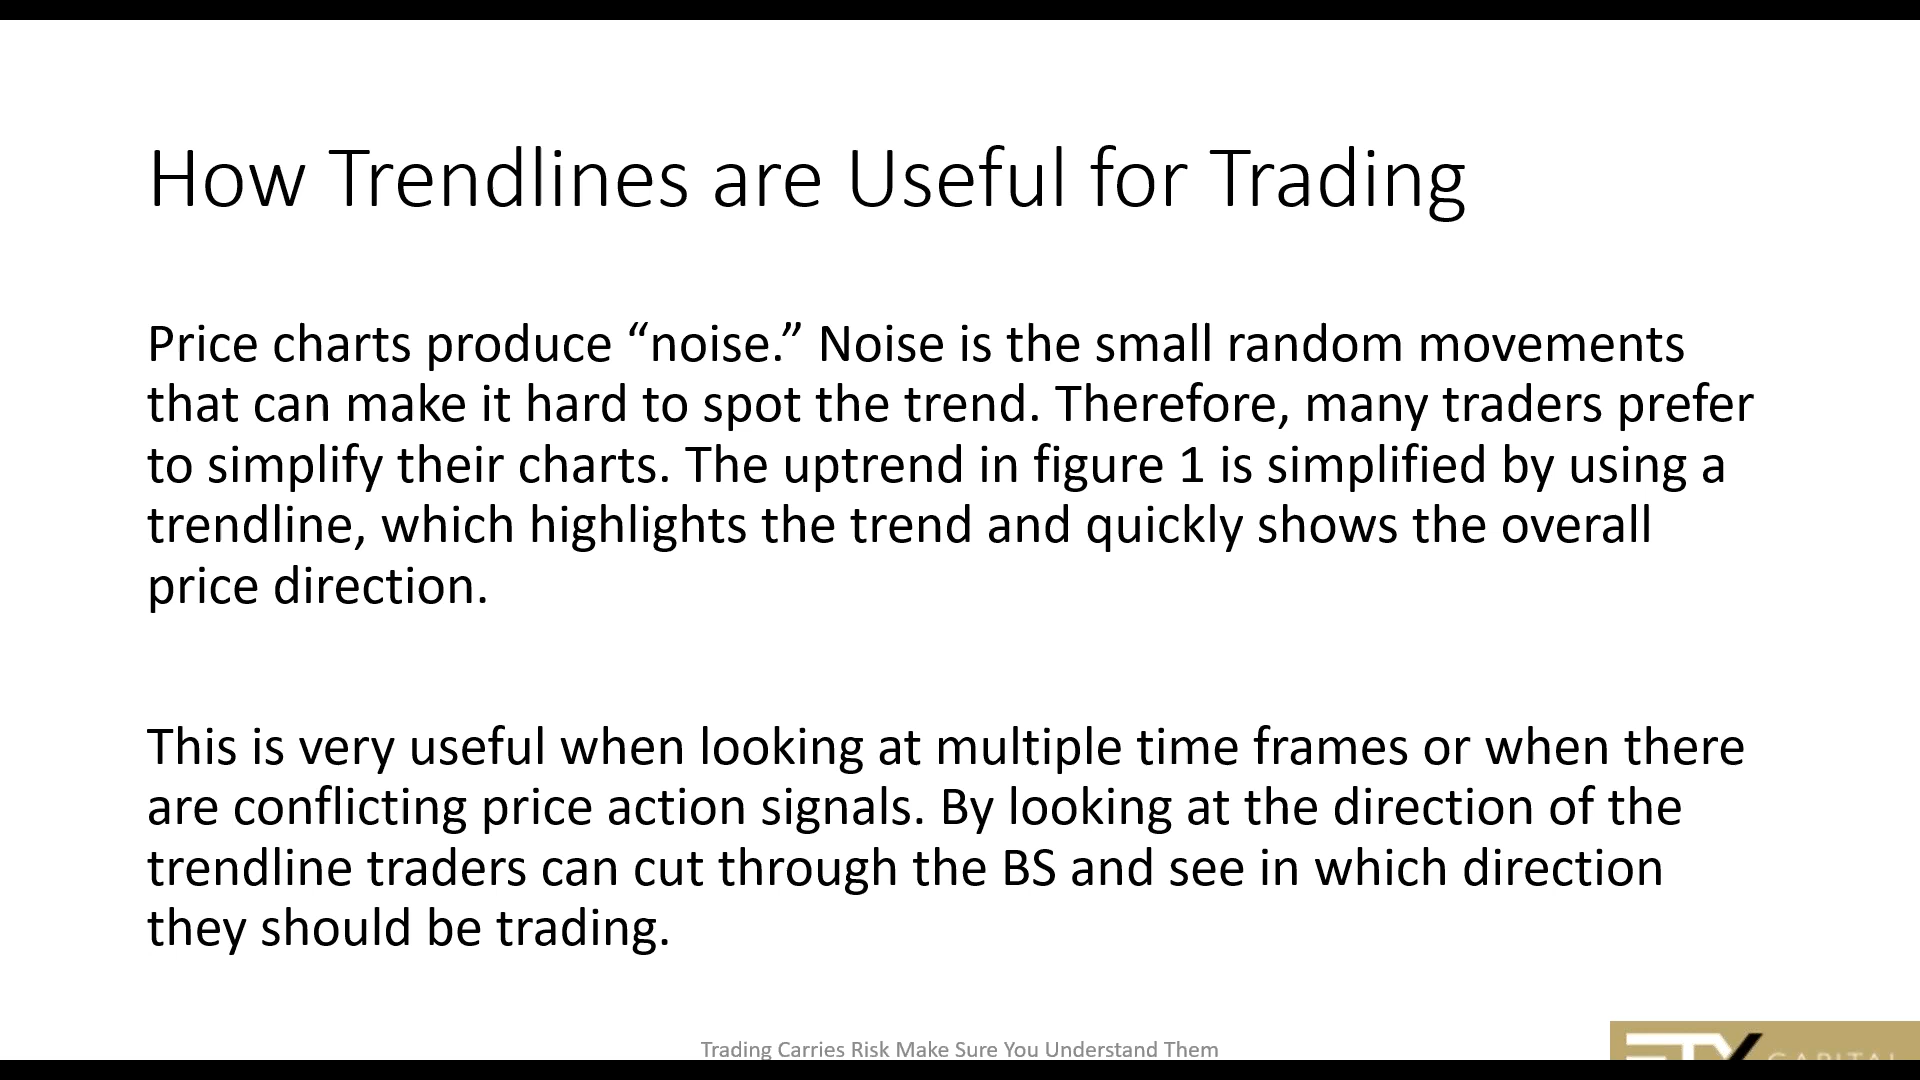 How Trendlines are Useful for Trading
Price charts produce “noise.” Noise is the small random movements
that can make it hard to spot the trend. Therefore, many traders prefer
to simplify their charts. The uptrend in figure 1 is simplified by using a
trendline, which highlights the trend and quickly shows the overall
price direction.
This is very useful when looking at multiple time frames or when there
are conflicting price action signals. By looking at the direction of the
trendline traders can cut through the BS and see in which direction
they should be trading.
Trading Carries Risk Make Sure You Understand Them
ETX CAPITAL